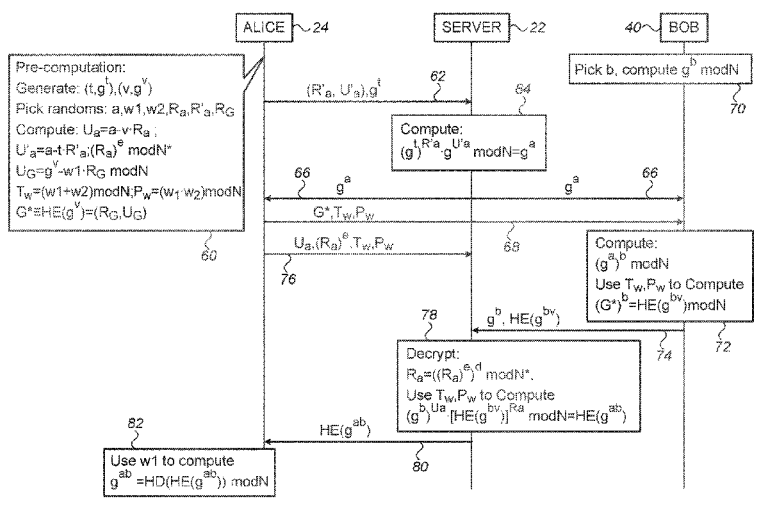 ALICE 24
SERVER 22
40 BOB
Pre-computation:
Generate: (t,g^t),(v,g^v)
Pick randoms: a,w1,w2,R_a,R'_a,R_G
Compute: U_a=a-v·R_a ;
U'_a=a-t·R'_a;(R_a)^e modN*
U_G=g^v-w1·R_G modN
T_w=(w1+w2)modN;P_w=(w1·w2)modN
G*≡HE(g^v)=(R_G,U_G)
60
Pick b, compute g^b modN
70
(R'_a, U'_a),g^t
62
64
Compute:
(g^t)^R'a·g^U'a modN=g^a
66 g^a g^a 66
G*,T_w,P_w
68
U_a,(R_a)^e,T_w,P_w
76
Compute:
(g^a)^b modN
Use T_w,P_w to Compute
(G*)^b=HE(g^bv)modN
72
g^b, HE(g^bv)
74
78
Decrypt:
R_a=((R_a)^e)^d modN*,
Use T_w,P_w to Compute
(g^b)^Ua·[HE(g^bv)]^Ra modN=HE(g^ab)
HE(g^ab)
80
82
Use w1 to compute
g^ab =HD(HE(g^ab)) modN